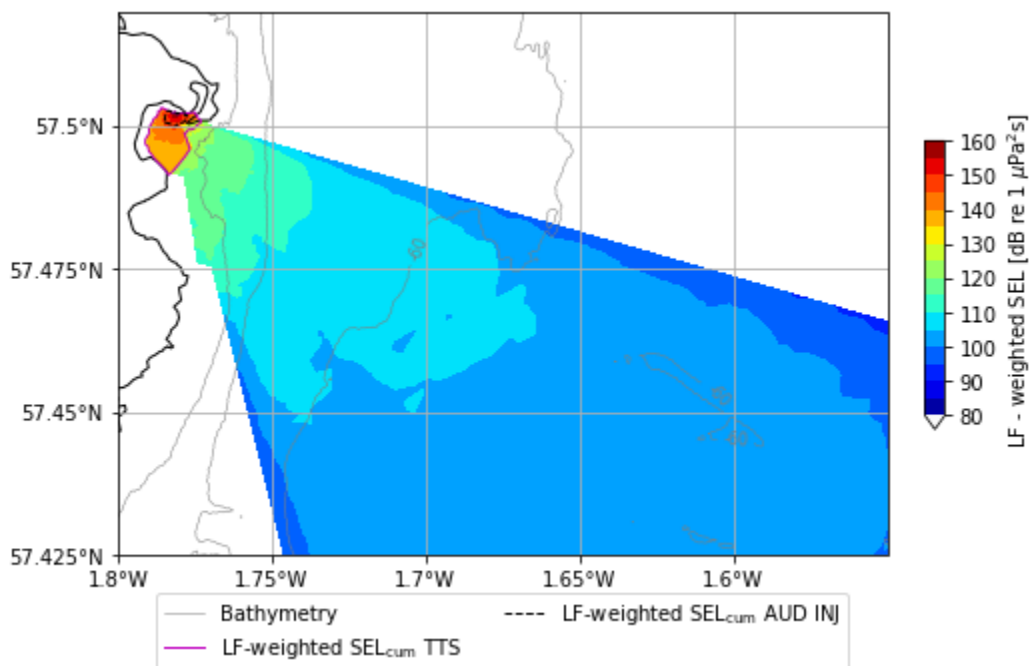 57.5°N
57.475°N
57.45°N
57.425°N
1.8°W
1.75°W
1.7°W
1.65°W
1.6°W
60
60
160
150
140
130
120
110
100
90
80
LF - weighted SEL [dB re 1 μPa²s]
Bathymetry
LF-weighted SELcum AUD INJ
LF-weighted SELcum TTS